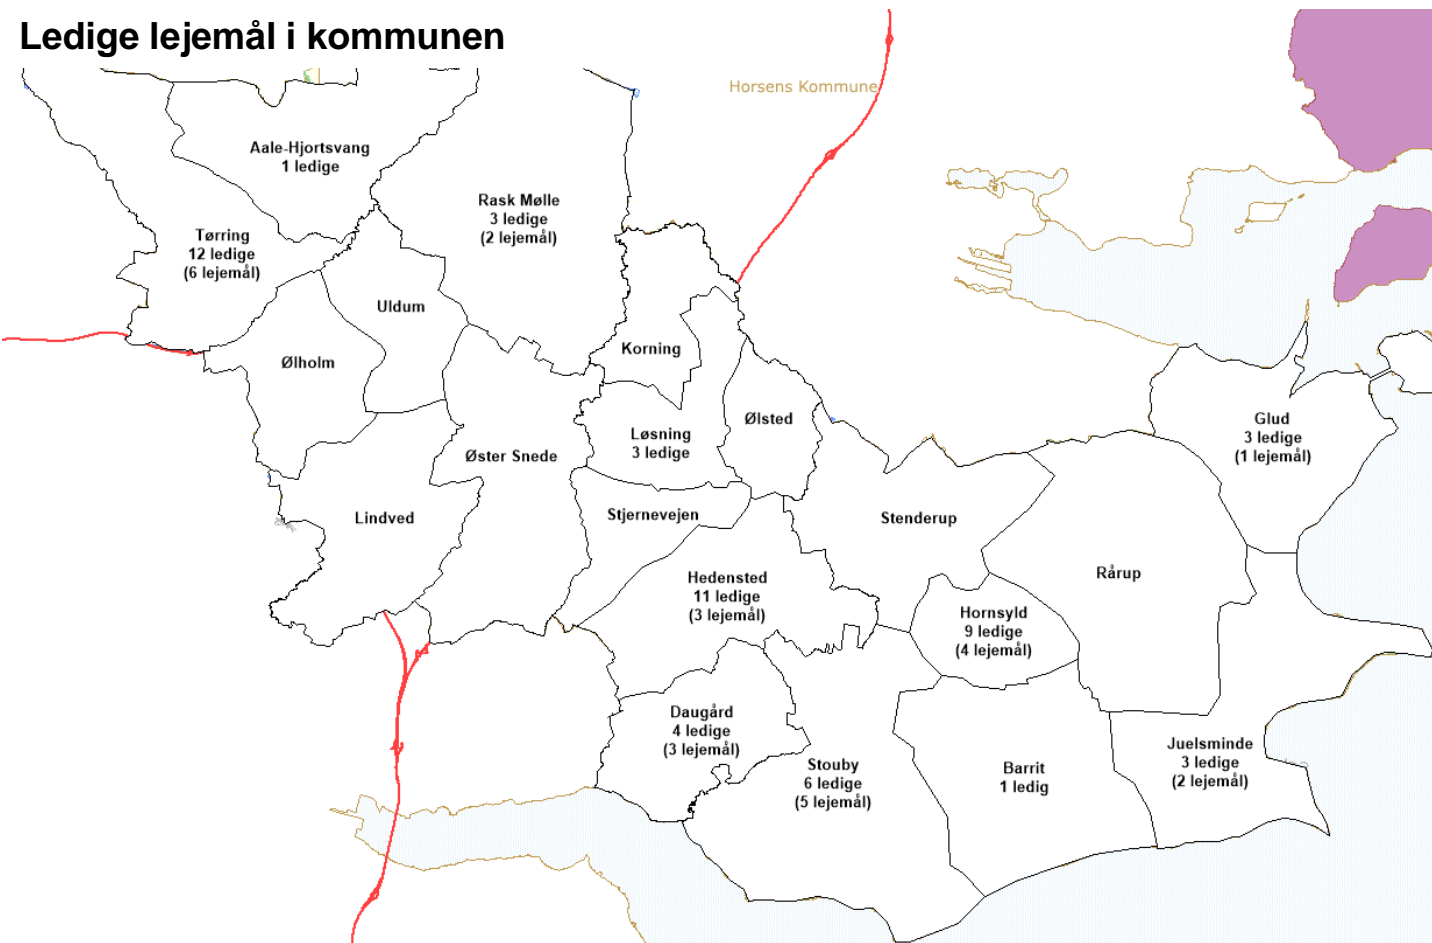 Ledige lejemål i kommunen
Horsens Kommune
Aale-Hjortsvang
1 ledige
Rask Mølle
3 ledige
(2 lejemål)
Tørring
12 ledige
(6 lejemål)
Uldum
Ølholm
Korning
Ølsted
Løsning
3 ledige
Øster Snede
Glud
3 ledige
(1 lejemål)
Lindved
Stjernevejen
Stenderup
Rårup
Hedensted
11 ledige
(3 lejemål)
Hornsyld
9 ledige
(4 lejemål)
Daugård
4 ledige
(3 lejemål)
Stouby
6 ledige
(5 lejemål)
Barrit
1 ledig
Juelsminde
3 ledige
(2 lejemål)